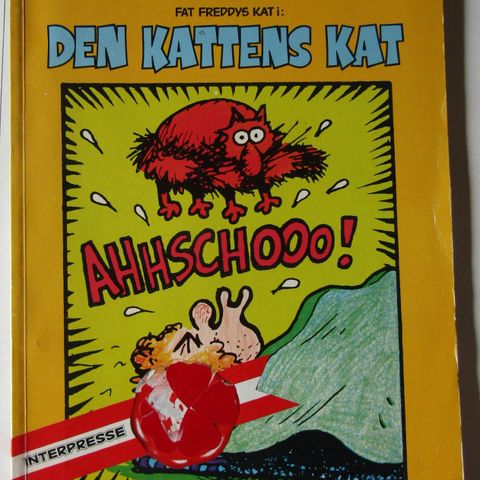 FAT FREDDYS KAT i:
DEN KATTENS KAT
AHHSCHOOO!
INTERPRESSE